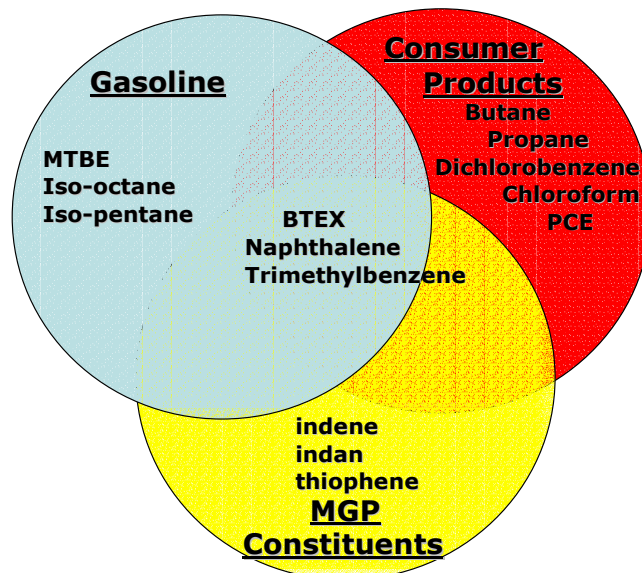 Gasoline
MTBE
Iso-octane
Iso-pentane
Consumer
Products
Butane
Propane
Dichlorobenzene
Chloroform
PCE
BTEX
Naphthalene
Trimethylbenzene
indene
indan
thiophene
MGP
Constituents